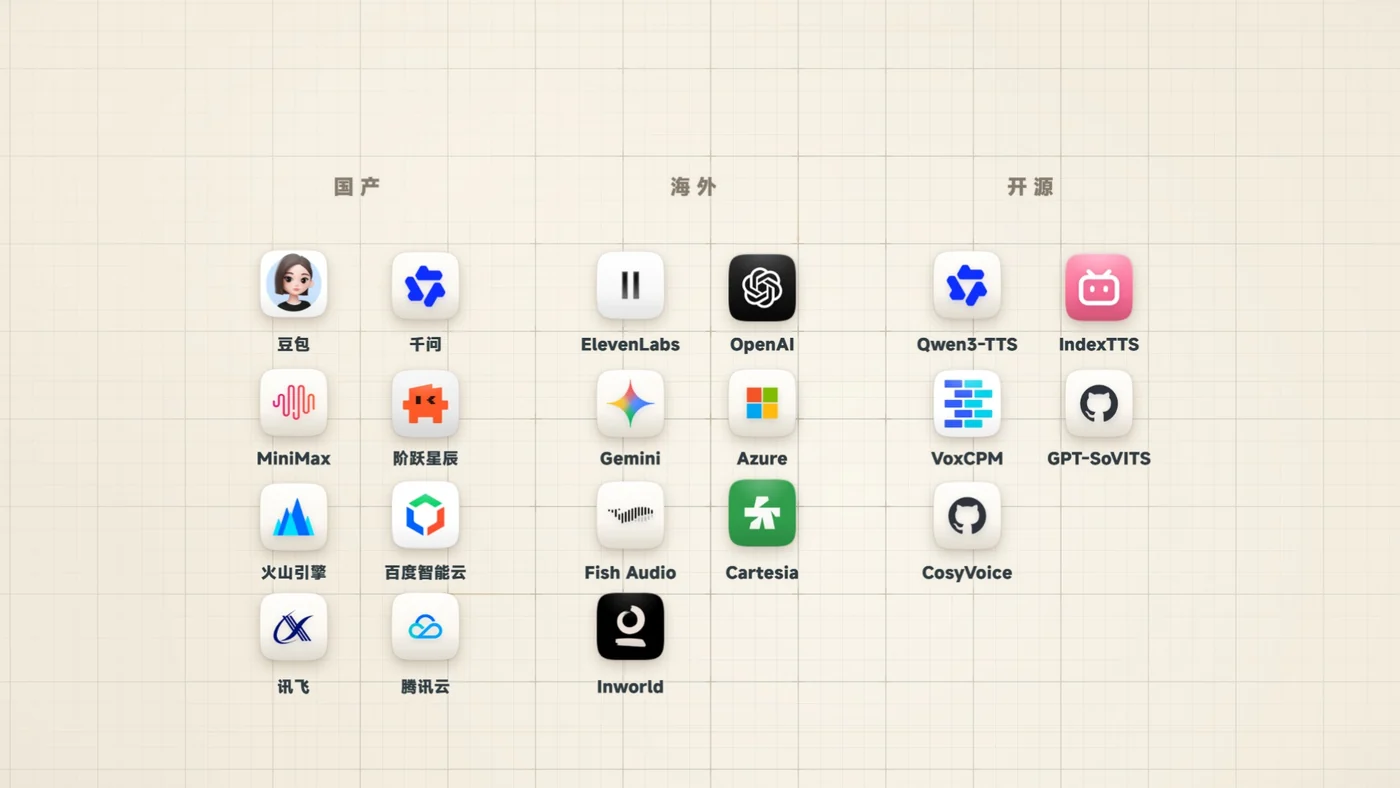 国产 海外 开源
豆包 千问 ElevenLabs OpenAI Qwen3-TTS IndexTTS
MiniMax 阶跃星辰 Gemini Azure VoxCPM GPT-SoVITS
火山引擎 百度智能云 Fish Audio Cartesia CosyVoice
讯飞 腾讯云 Inworld